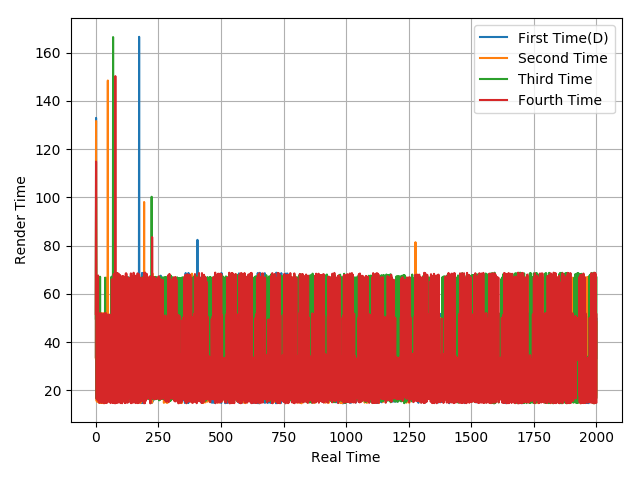 First Time(D)
Second Time
Third Time
Fourth Time
160
140
120
100
80
60
40
20
Render Time
0
250
500
750
1000
1250
1500
1750
2000
Real Time